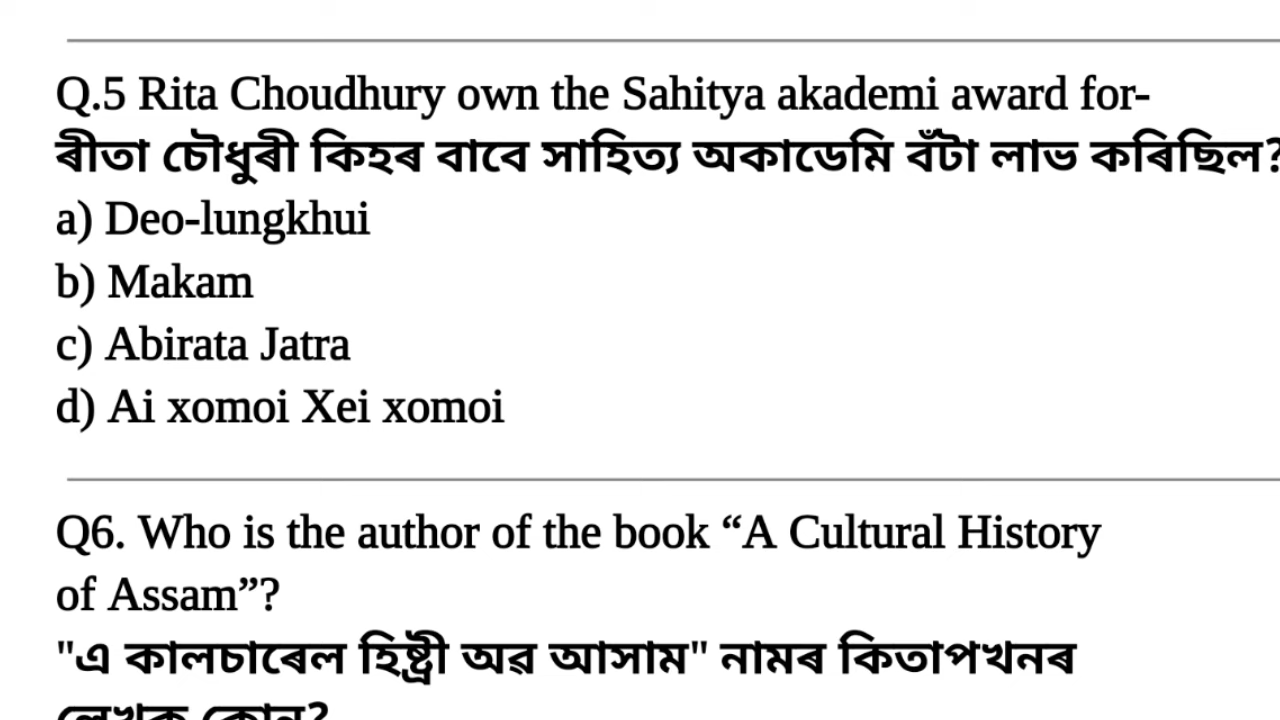 Q.5 Rita Choudhury own the Sahitya akademi award for-
ৰীতা চৌধুৰী কিহৰ বাবে সাহিত্য অকাডেমি বঁটা লাভ কৰিছিল?
a) Deo-lungkhui
b) Makam
c) Abirata Jatra
d) Ai xomoi Xei xomoi
Q6. Who is the author of the book “A Cultural History
of Assam”?
"এ কালচাৰেল হিষ্ট্ৰী অৱ আসাম" নামৰ কিতাপখনৰ
লেখক কোন?